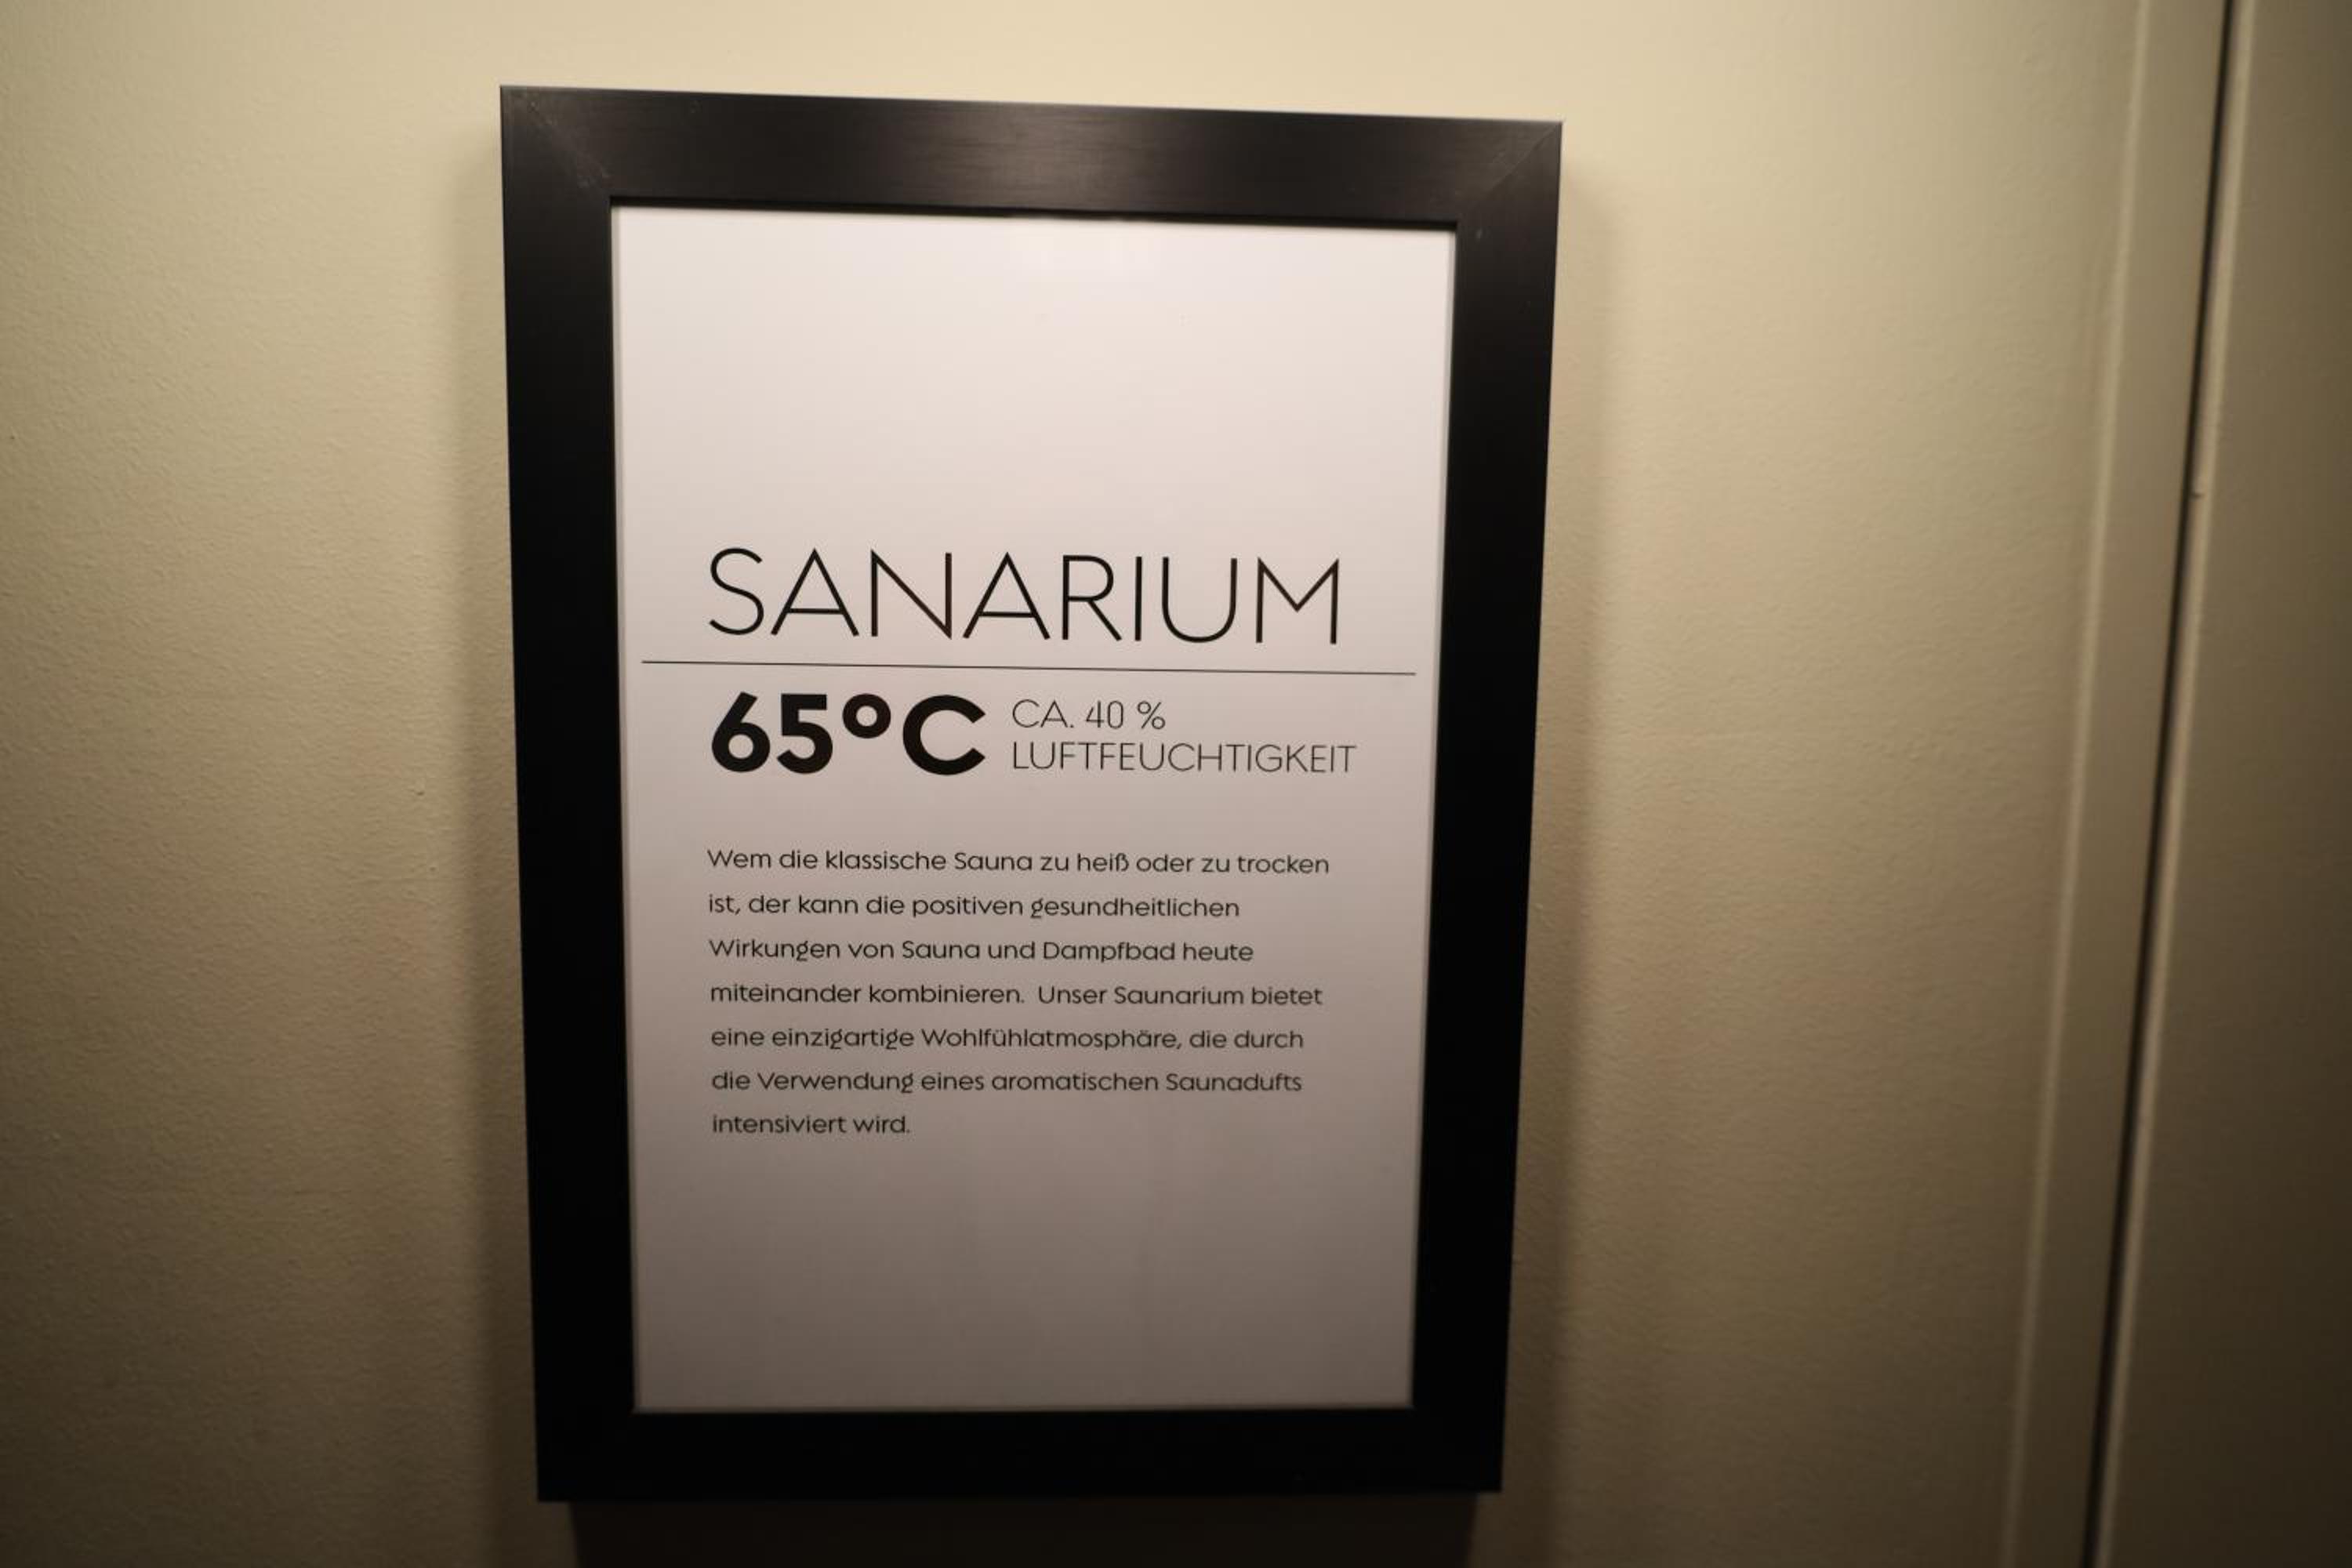 SANARIUM
65°C
CA. 40 %
LUFTFEUCHTIGKEIT
Wem die klassische Sauna zu heiß oder zu trocken
ist, der kann die positiven gesundheitlichen
Wirkungen von Sauna und Dampfbad heute
miteinander kombinieren. Unser Saunarium bietet
eine einzigartige Wohlfühlatmosphäre, die durch
die Verwendung eines aromatischen Saunadufts
intensiviert wird.